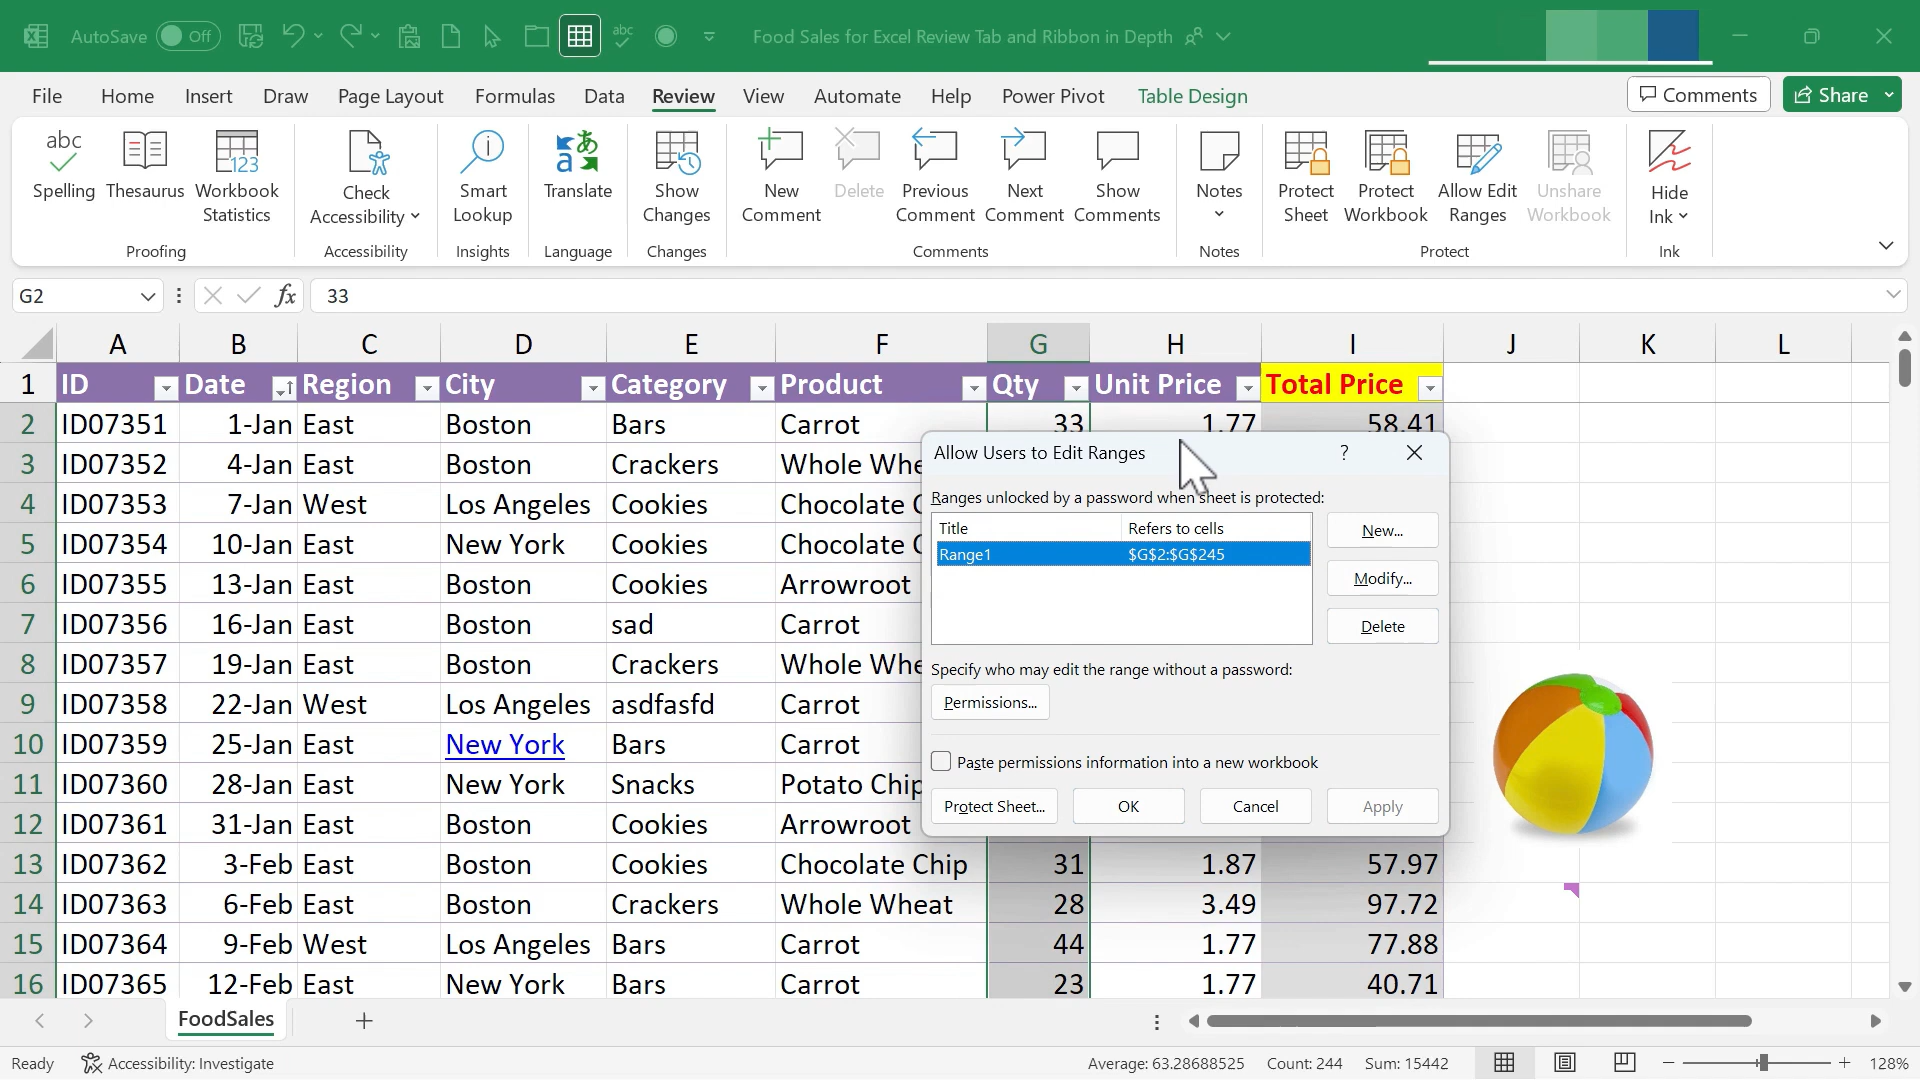 AutoSave Off abc Food Sales for Excel Review Tab and Ribbon in Depth
File Home Insert Draw Page Layout Formulas Data Review View Automate Help Power Pivot Table Design Comments Share
abc 123
Spelling Thesaurus Workbook Statistics Check Accessibility Smart Lookup Translate Show Changes New Comment Delete Previous Comment Next Comment Show Comments Notes Protect Sheet Protect Workbook Allow Edit Ranges Unshare Workbook Hide Ink
Proofing Accessibility Insights Language Changes Comments Notes Protect Ink
G2 fx 33
A B C D E F G H I J K L
1 ID Date Region City Category Product Qty Unit Price Total Price
2 ID07351 1-Jan East Boston Bars Carrot 33 1.77 58.41
3 ID07352 4-Jan East Boston Crackers Whole Whe
4 ID07353 7-Jan West Los Angeles Cookies Chocolate C
5 ID07354 10-Jan East New York Cookies Chocolate C
6 ID07355 13-Jan East Boston Cookies Arrowroot
7 ID07356 16-Jan East Boston sad Carrot
8 ID07357 19-Jan East Boston Crackers Whole Whe
9 ID07358 22-Jan West Los Angeles asdfasfd Carrot
10 ID07359 25-Jan East New York Bars Carrot
11 ID07360 28-Jan East New York Snacks Potato Chip
12 ID07361 31-Jan East Boston Cookies Arrowroot
13 ID07362 3-Feb East Boston Cookies Chocolate Chip 31 1.87 57.97
14 ID07363 6-Feb East Boston Crackers Whole Wheat 28 3.49 97.72
15 ID07364 9-Feb West Los Angeles Bars Carrot 44 1.77 77.88
16 ID07365 12-Feb East New York Bars Carrot 23 1.77 40.71
Allow Users to Edit Ranges ?
Ranges unlocked by a password when sheet is protected:
Title Refers to cells New...
Range1 $G$2:$G$245
Modify...
Delete
Specify who may edit the range without a password:
Permissions...
Paste permissions information into a new workbook
Protect Sheet... OK Cancel Apply
FoodSales
Ready Accessibility: Investigate Average: 63.28688525 Count: 244 Sum: 15442 128%